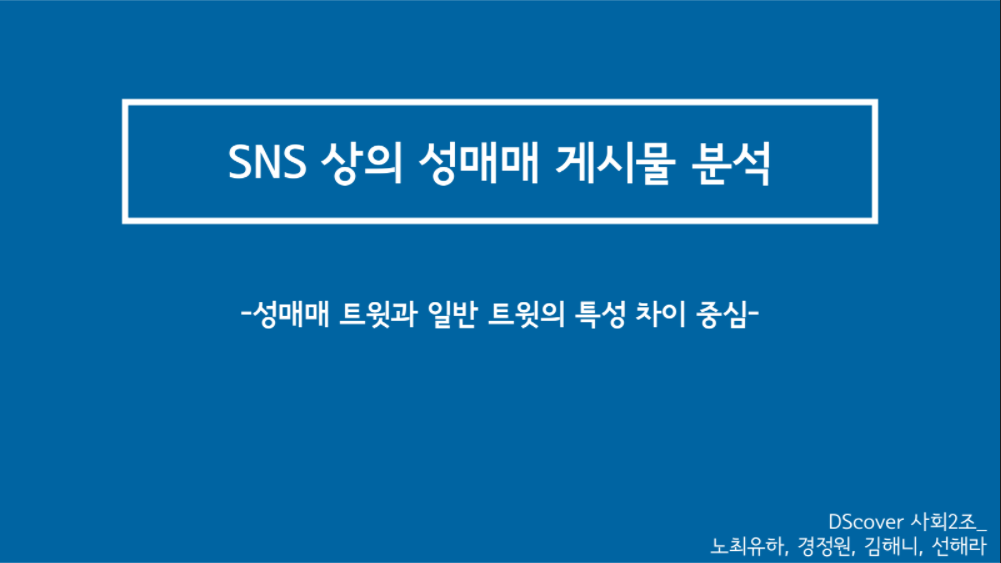 SNS 상의 성매매 게시물 분석
-성매매 트윗과 일반 트윗의 특성 차이 중심-
DScover 사회2조_
노최유하, 경정원, 김해니, 선해라